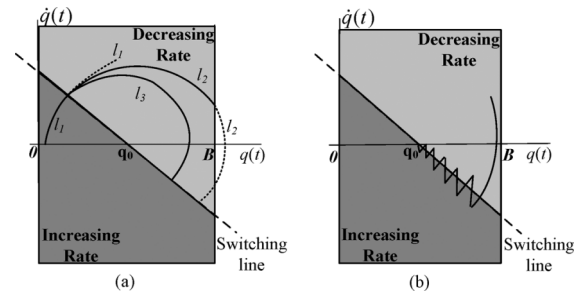 q̇(t)
Decreasing
Rate
l1
l2
l3
l1
l2
0
q0
B
q(t)
Increasing
Rate
Switching
line
(a)
q̇(t)
Decreasing
Rate
0
q0
B
q(t)
Increasing
Rate
Switching
line
(b)